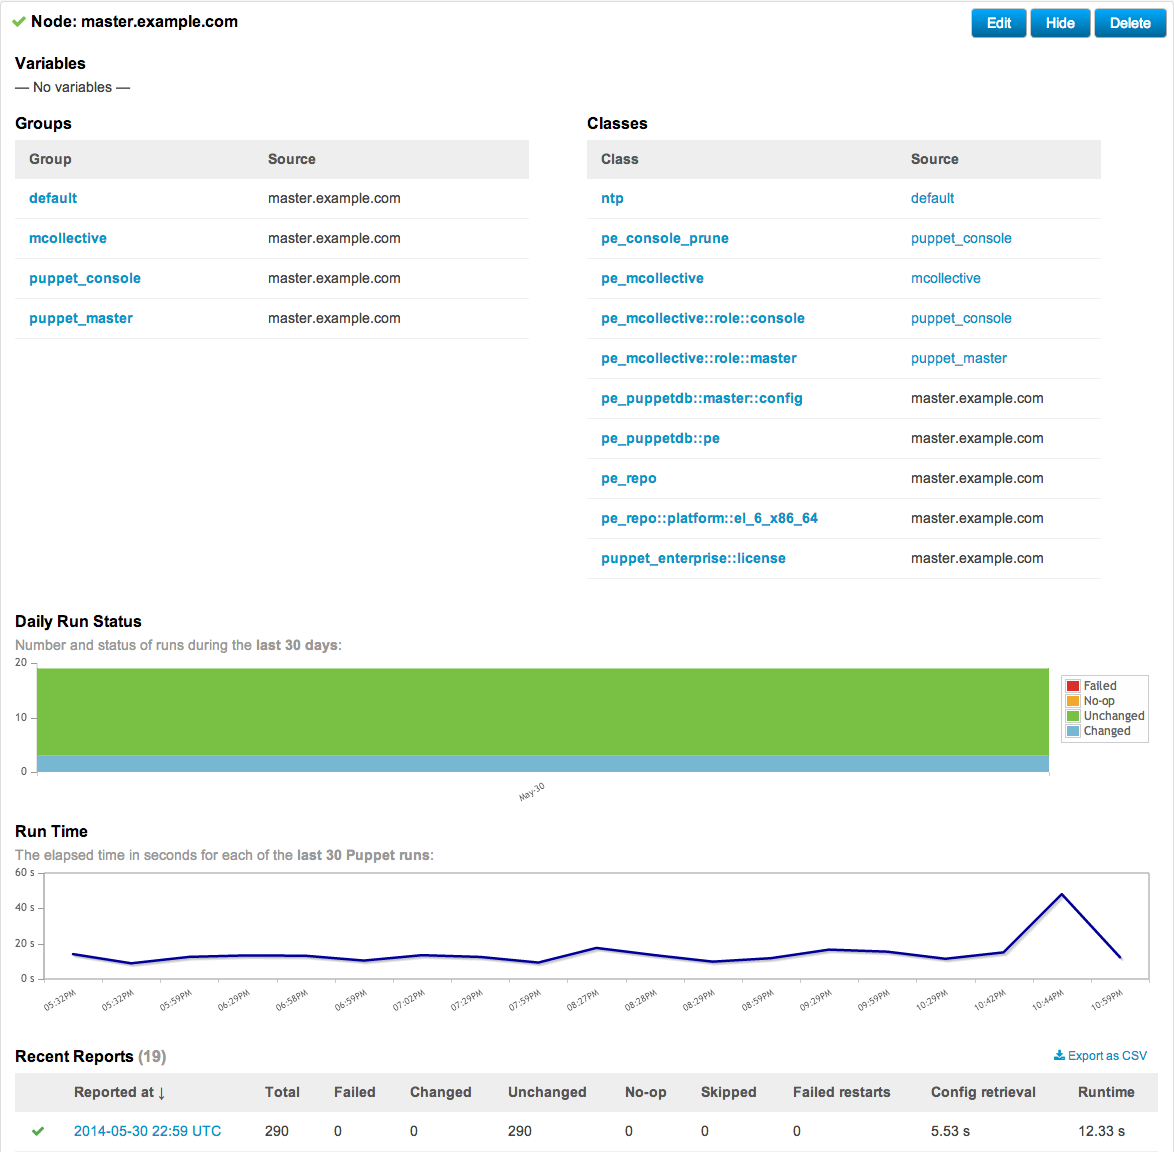 Node: master.example.com
Edit Hide Delete
Variables
— No variables —
Groups
Group Source
default master.example.com
mcollective master.example.com
puppet_console master.example.com
puppet_master master.example.com
Classes
Class Source
ntp default
pe_console_prune puppet_console
pe_mcollective mcollective
pe_mcollective::role::console puppet_console
pe_mcollective::role::master puppet_master
pe_puppetdb::master::config master.example.com
pe_puppetdb::pe master.example.com
pe_repo master.example.com
pe_repo::platform::el_6_x86_64 master.example.com
puppet_enterprise::license master.example.com
Daily Run Status
Number and status of runs during the last 30 days:
20
10
0
May-30
Failed
No-op
Unchanged
Changed
Run Time
The elapsed time in seconds for each of the last 30 Puppet runs:
60 s
40 s
20 s
0 s
05:32PM 05:32PM 05:59PM 06:29PM 06:58PM 06:59PM 07:02PM 07:29PM 07:59PM 08:27PM 08:28PM 08:29PM 08:59PM 09:29PM 09:59PM 10:29PM 10:42PM 10:44PM 10:59PM
Recent Reports (19) Export as CSV
Reported at ↓ Total Failed Changed Unchanged No-op Skipped Failed restarts Config retrieval Runtime
2014-05-30 22:59 UTC 290 0 0 290 0 0 0 5.53 s 12.33 s